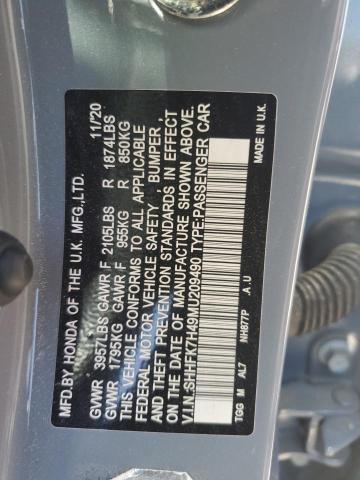 MFD.BY HONDA OF THE U.K. MFG.,LTD. 11/20
GVWR 3957LBS GAWR F 2105LBS R 1874LBS
GVWR 1795KG GAWR F 955KG R 850KG
THIS VEHICLE CONFORMS TO ALL APPLICABLE
FEDERAL MOTOR VEHICLE SAFETY, BUMPER,
AND THEFT PREVENTION STANDARDS IN EFFECT
ON THE DATE OF MANUFACTURE SHOWN ABOVE.
V.I.N.:SHHFK7H49MU209490 TYPE:PASSENGER CAR
TGG M AL7 NH877P A.U MADE IN U.K.